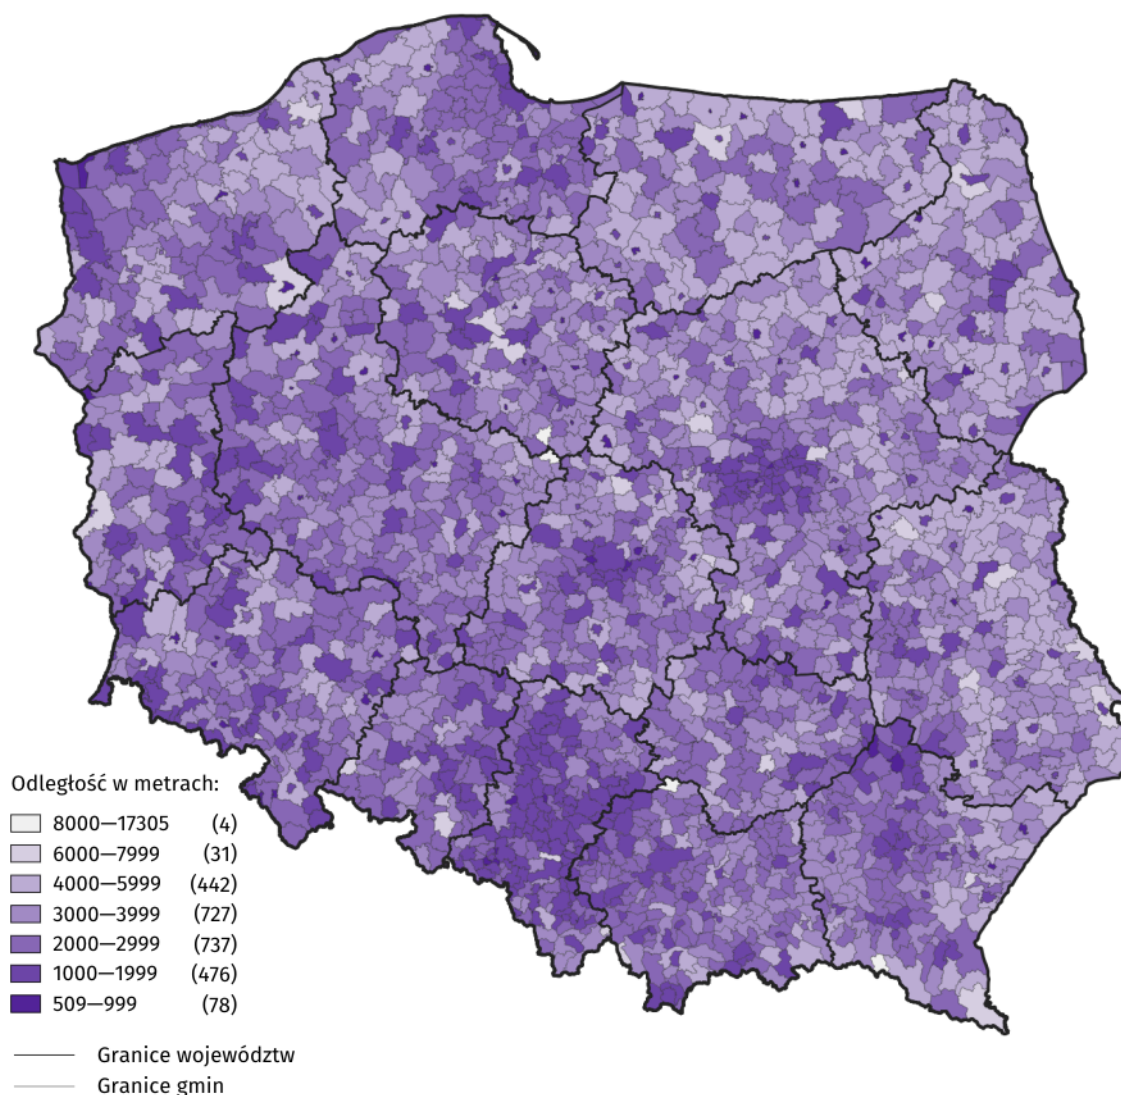 Odległość w metrach:
8000—17305 (4)
6000—7999 (31)
4000—5999 (442)
3000—3999 (727)
2000—2999 (737)
1000—1999 (476)
509—999 (78)
Granice województw
Granice gmin